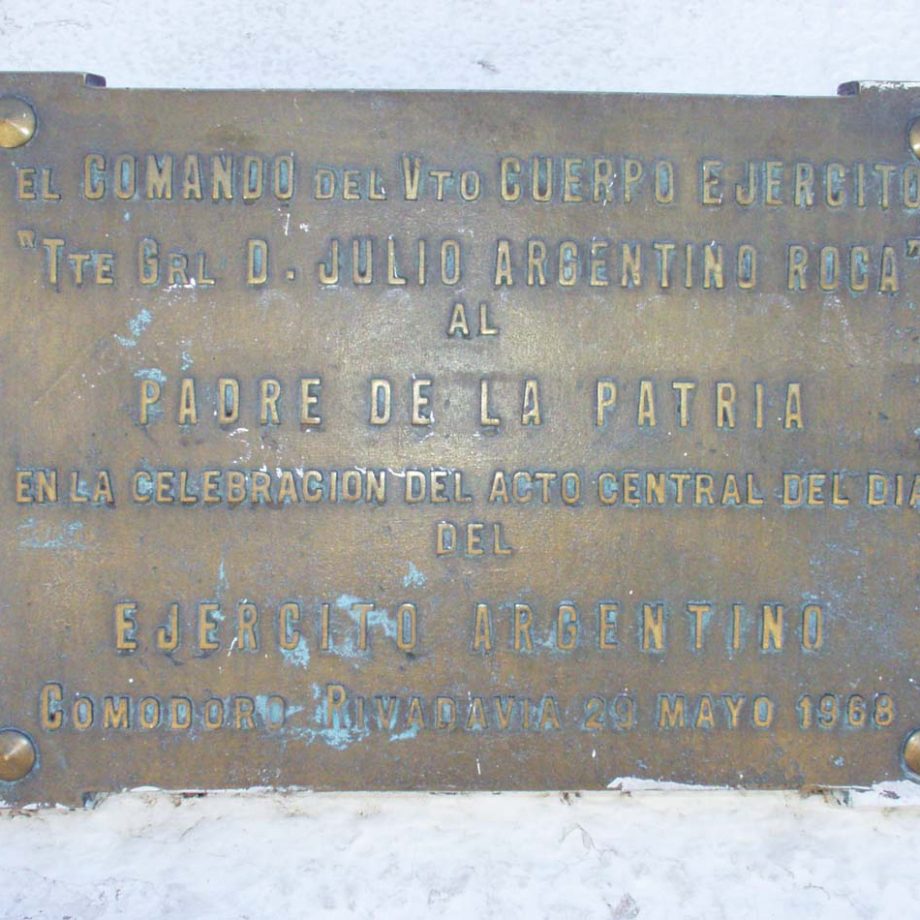 EL COMANDO DEL VTO CUERPO EJERCITO
"TTE GRL D. JULIO ARGENTINO ROCA"
AL
PADRE DE LA PATRIA
EN LA CELEBRACION DEL ACTO CENTRAL DEL DIA
DEL
EJERCITO ARGENTINO
COMODORO RIVADAVIA 29 MAYO 1968